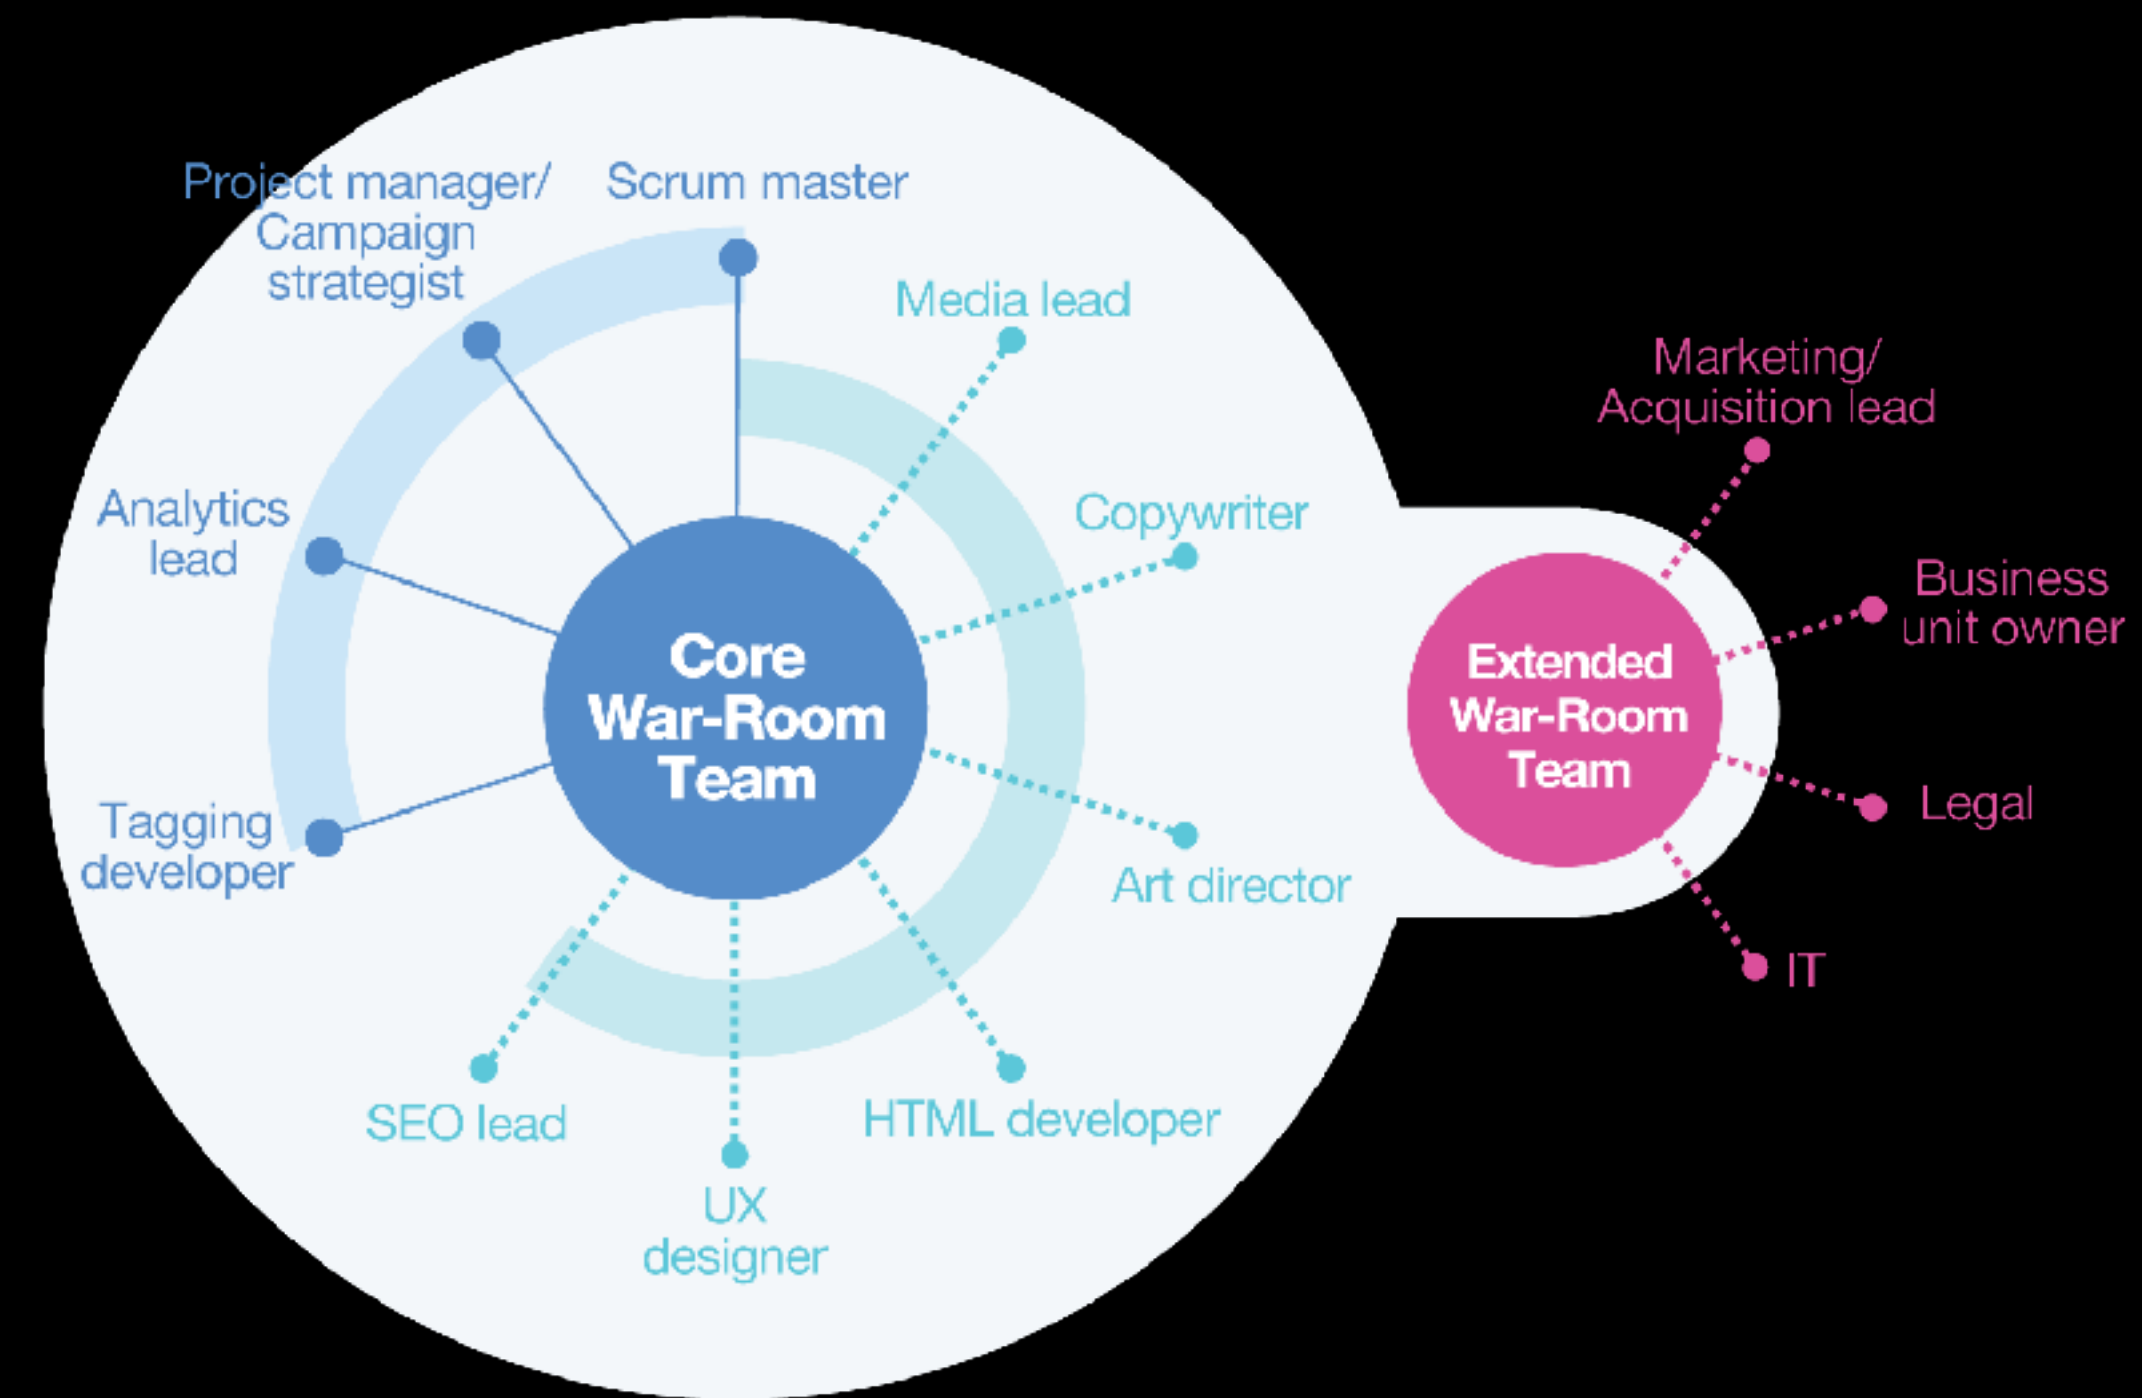 Project manager/
Campaign
strategist
Scrum master
Media lead
Copywriter
Analytics
lead
Core
War-Room
Team
Tagging
developer
Art director
SEO lead
HTML developer
UX
designer
Marketing/
Acquisition lead
Business
unit owner
Extended
War-Room
Team
Legal
IT